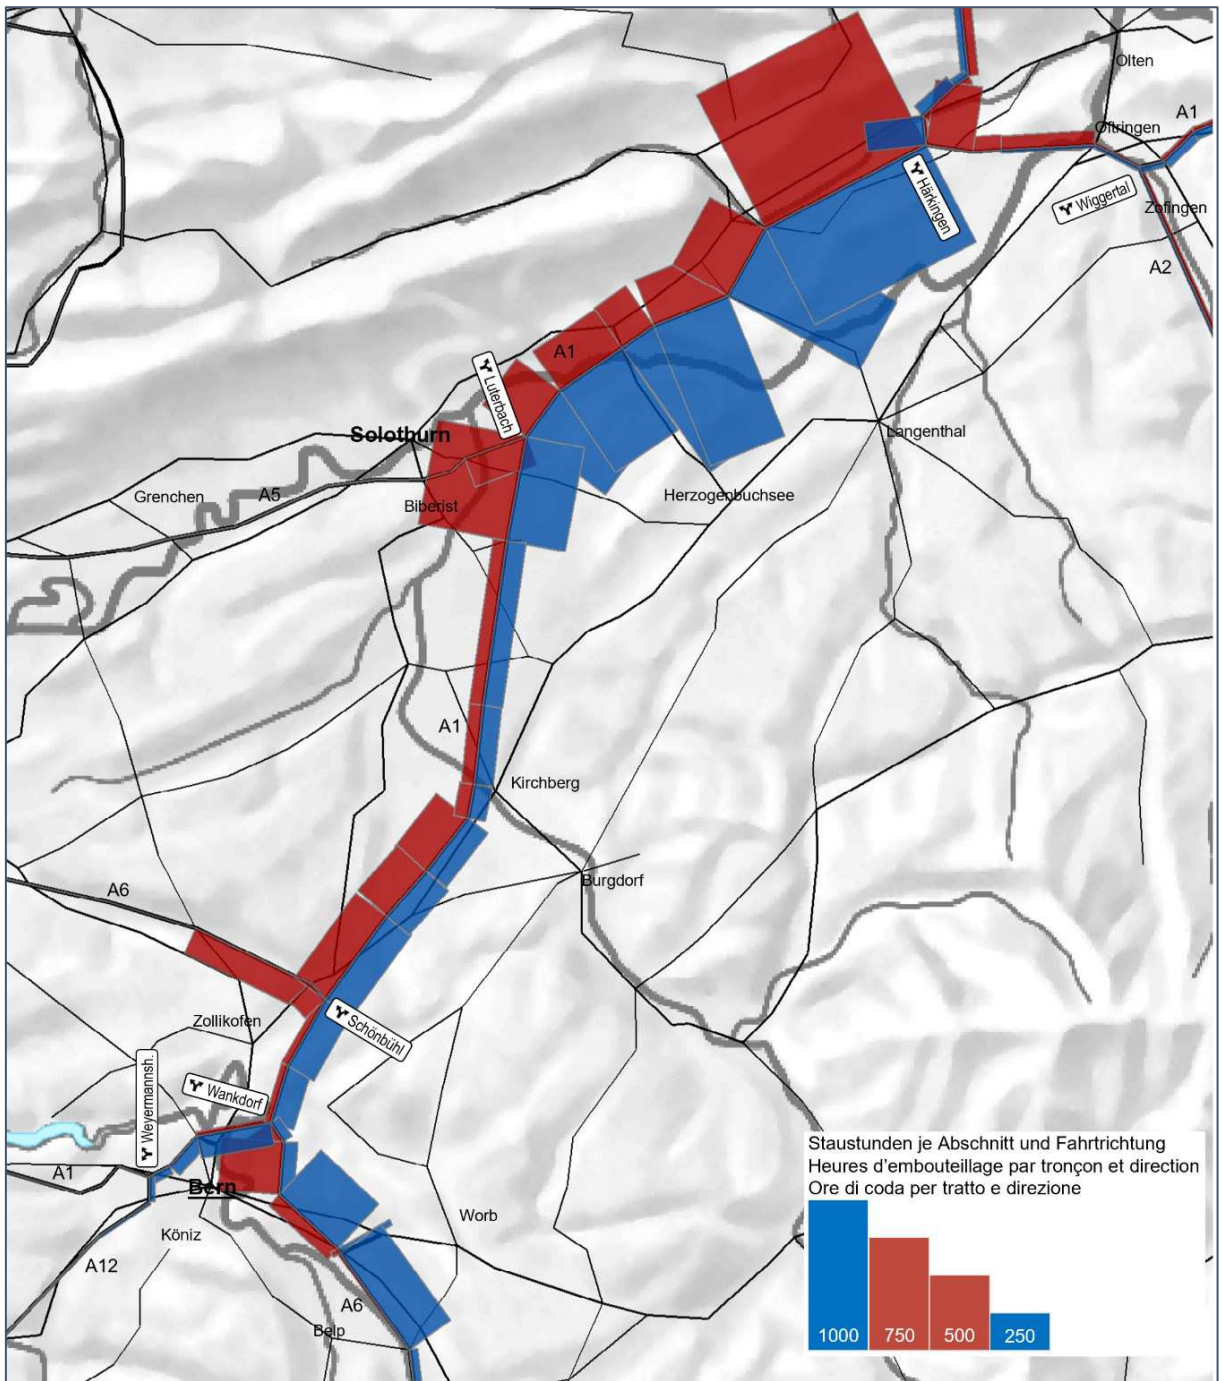 Olten
A1
Oftringen
Härkingen
Wiggertal
Zofingen
A2
A1
Luterbach
Solothurn
Langenthal
Grenchen
A5
Biberist
Herzogenbuchsee
A1
Kirchberg
Burgdorf
A6
Zollikofen
Schönbühl
Weyermannsh.
Wankdorf
A1
Bern
Worb
Köniz
A12
A6
Belp
Staustunden je Abschnitt und Fahrtrichtung
Heures d'embouteillage par tronçon et direction
Ore di coda per tratto e direzione
1000 750 500 250